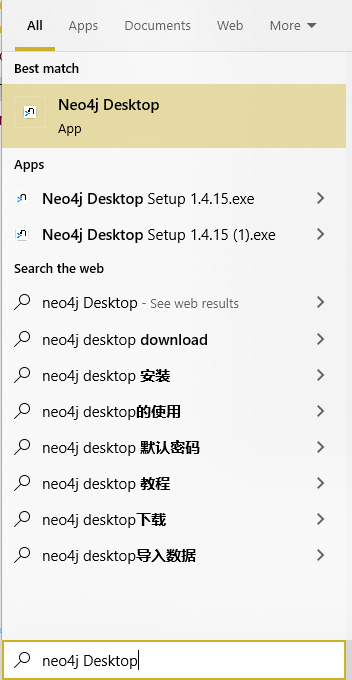 All Apps Documents Web More
Best match
Neo4j Desktop
App
Apps
Neo4j Desktop Setup 1.4.15.exe
Neo4j Desktop Setup 1.4.15 (1).exe
Search the web
neo4j Desktop - See web results
neo4j desktop download
neo4j desktop 安装
neo4j desktop的使用
neo4j desktop 默认密码
neo4j desktop 教程
neo4j desktop下载
neo4j desktop导入数据
neo4j Desktop